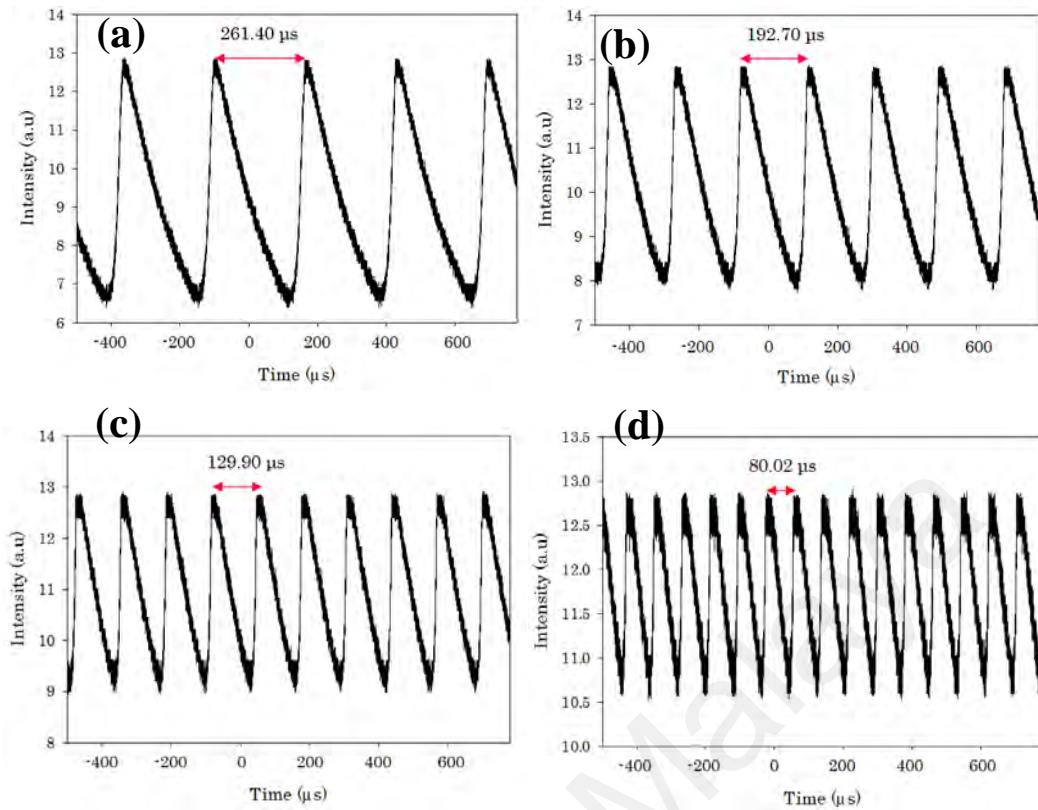 (a)
261.40 µs
14
13
12
11
10
9
8
7
6
Intensity (a.u)
-400 -200 0 200 400 600
Time (µs)
(b)
192.70 µs
14
13
12
11
10
9
8
7
Intensity (a.u)
-400 -200 0 200 400 600
Time (µs)
(c)
129.90 µs
14
13
12
11
10
9
8
Intensity (a.u)
-400 -200 0 200 400 600
Time (µs)
(d)
80.02 µs
13.5
13.0
12.5
12.0
11.5
11.0
10.5
10.0
Intensity (a.u)
-400 -200 0 200 400 600
Time (µs)
Malaya